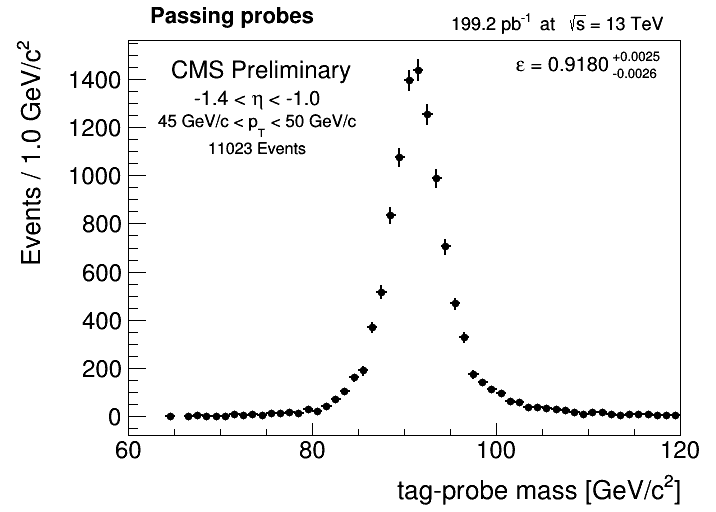 Passing probes
199.2 pb⁻¹ at √s = 13 TeV
CMS Preliminary
ε = 0.9180 +0.0025 -0.0026
-1.4 < η < -1.0
45 GeV/c < p_T < 50 GeV/c
11023 Events
Events / 1.0 GeV/c²
1400
1200
1000
800
600
400
200
0
60 80 100 120
tag-probe mass [GeV/c²]